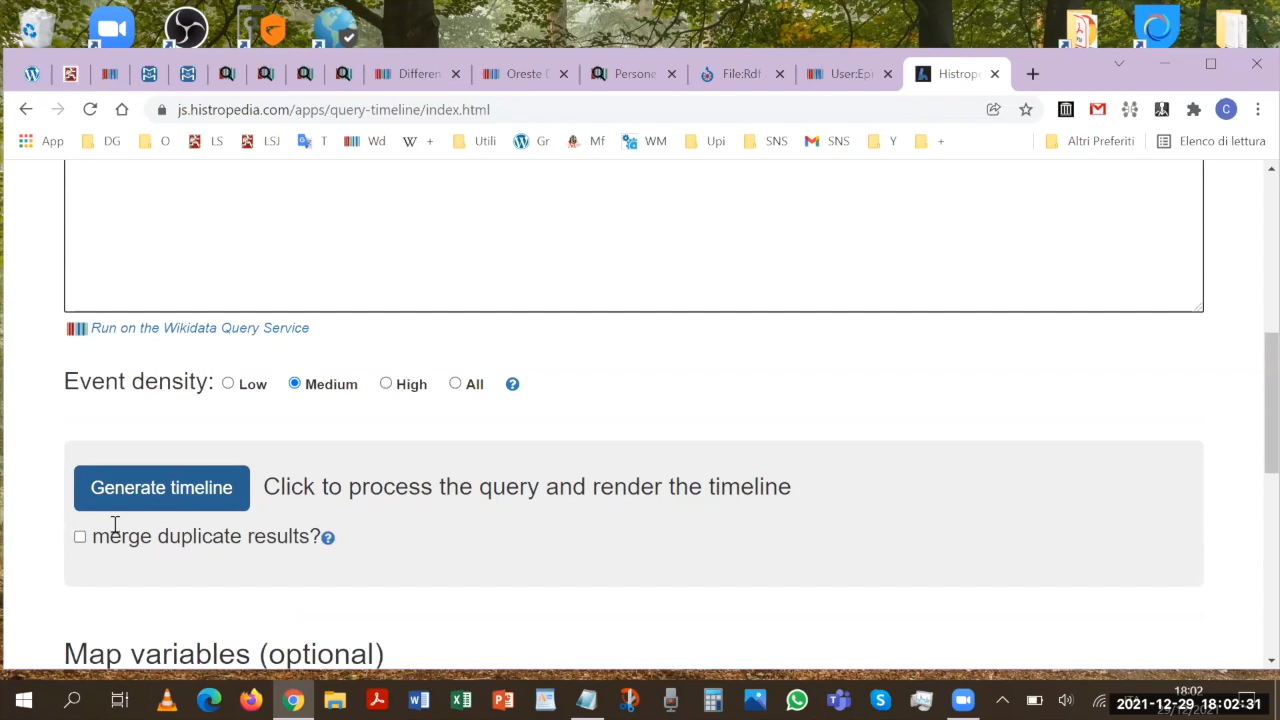 Differen
Oreste D
Persone
File:Rdf
User:Epì
Histrope
js.histropedia.com/apps/query-timeline/index.html
C
App
DG
O
LS
LSJ
T
Wd
+
Utili
Gr
Mf
WM
Upi
SNS
SNS
Y
+
Altri Preferiti
Elenco di lettura
Run on the Wikidata Query Service
Event density: Low Medium High All
Generate timeline Click to process the query and render the timeline
merge duplicate results?
Map variables (optional)
18:02
2021-12-29 18:02:31